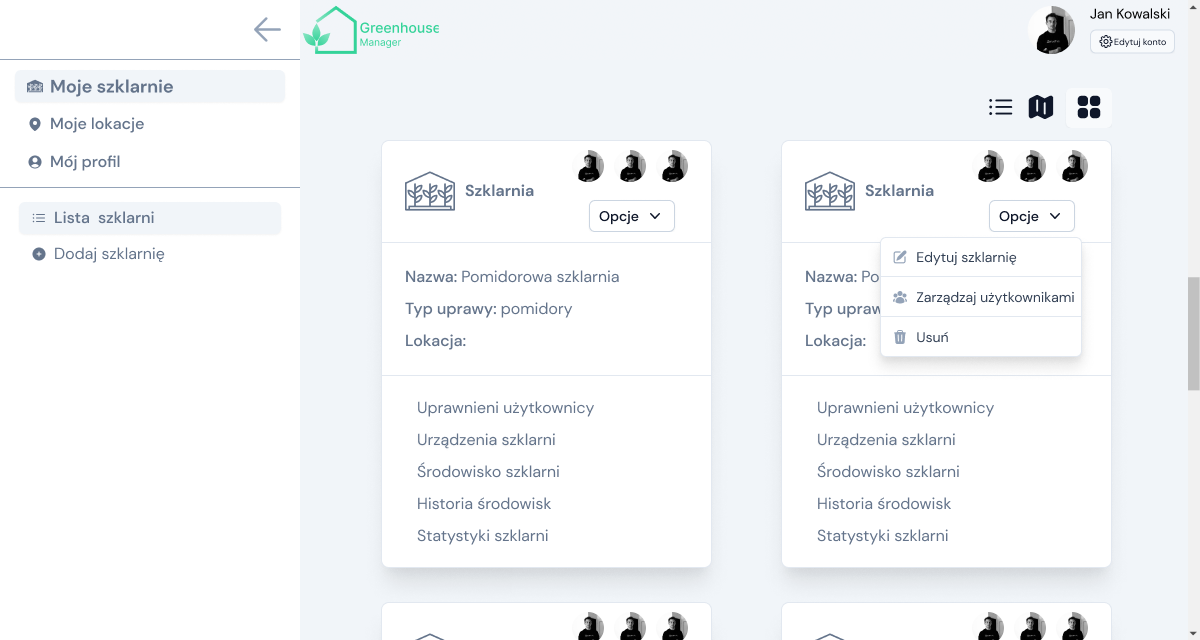 Greenhouse
Manager
Jan Kowalski
Edytuj konto
Moje szklarnie
Moje lokacje
Mój profil
Lista szklarni
Dodaj szklarnię
Szklarnia
Opcje
Nazwa: Pomidorowa szklarnia
Typ uprawy: pomidory
Lokacja:
Uprawnieni użytkownicy
Urządzenia szklarni
Środowisko szklarni
Historia środowisk
Statystyki szklarni
Szklarnia
Opcje
Edytuj szklarnię
Zarządzaj użytkownikami
Usuń
Nazwa: Po
Typ upraw
Lokacja:
Uprawnieni użytkownicy
Urządzenia szklarni
Środowisko szklarni
Historia środowisk
Statystyki szklarni